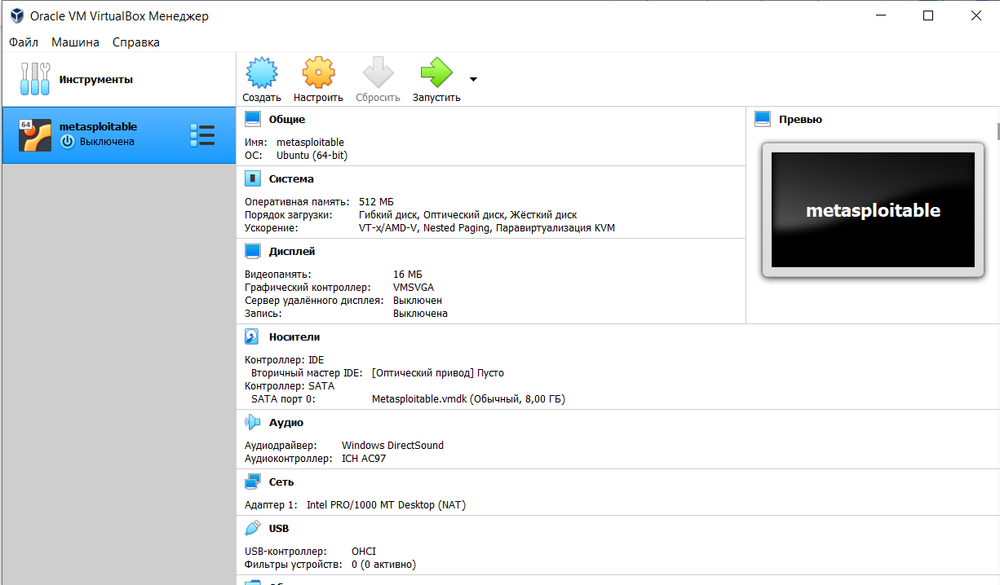 Oracle VM VirtualBox Менеджер
Файл Машина Справка
Инструменты
Создать Настроить Сбросить Запустить
64
metasploitable
Выключена
Общие
Имя: metasploitable
ОС: Ubuntu (64-bit)
Система
Оперативная память: 512 МБ
Порядок загрузки: Гибкий диск, Оптический диск, Жёсткий диск
Ускорение: VT-x/AMD-V, Nested Paging, Паравиртуализация KVM
Дисплей
Видеопамять: 16 МБ
Графический контроллер: VMSVGA
Сервер удалённого дисплея: Выключен
Запись: Выключена
Превью
metasploitable
Носители
Контроллер: IDE
Вторичный мастер IDE: [Оптический привод] Пусто
Контроллер: SATA
SATA порт 0: Metasploitable.vmdk (Обычный, 8,00 ГБ)
Аудио
Аудиодрайвер: Windows DirectSound
Аудиоконтроллер: ICH AC97
Сеть
Адаптер 1: Intel PRO/1000 MT Desktop (NAT)
USB
USB-контроллер: OHCI
Фильтры устройств: 0 (0 активно)